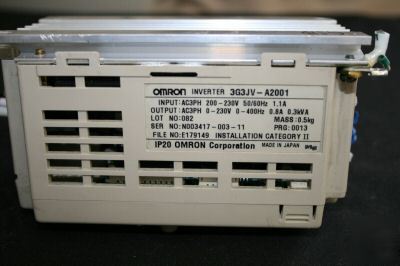 OMRON INVERTER 3G3JV-A2001
INPUT:AC3PH 200-230V 50/60Hz 1.1A
OUTPUT:AC3PH 0-230V 0-400Hz 0.8A 0.3kVA
LOT NO:082 MASS:0.5kg
SER NO:N003417-003-11 PRG:0013
FILE NO:E179149 INSTALLATION CATEGORY II
IP20 OMRON Corporation MADE IN JAPAN